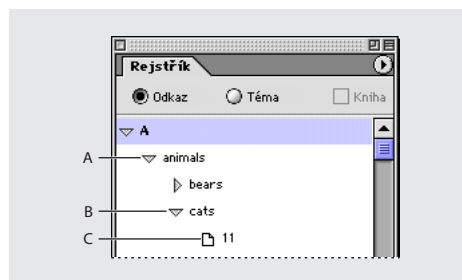 Rejstřík
Odkaz Téma Kniha
A
A animals
bears
B cats
C 11